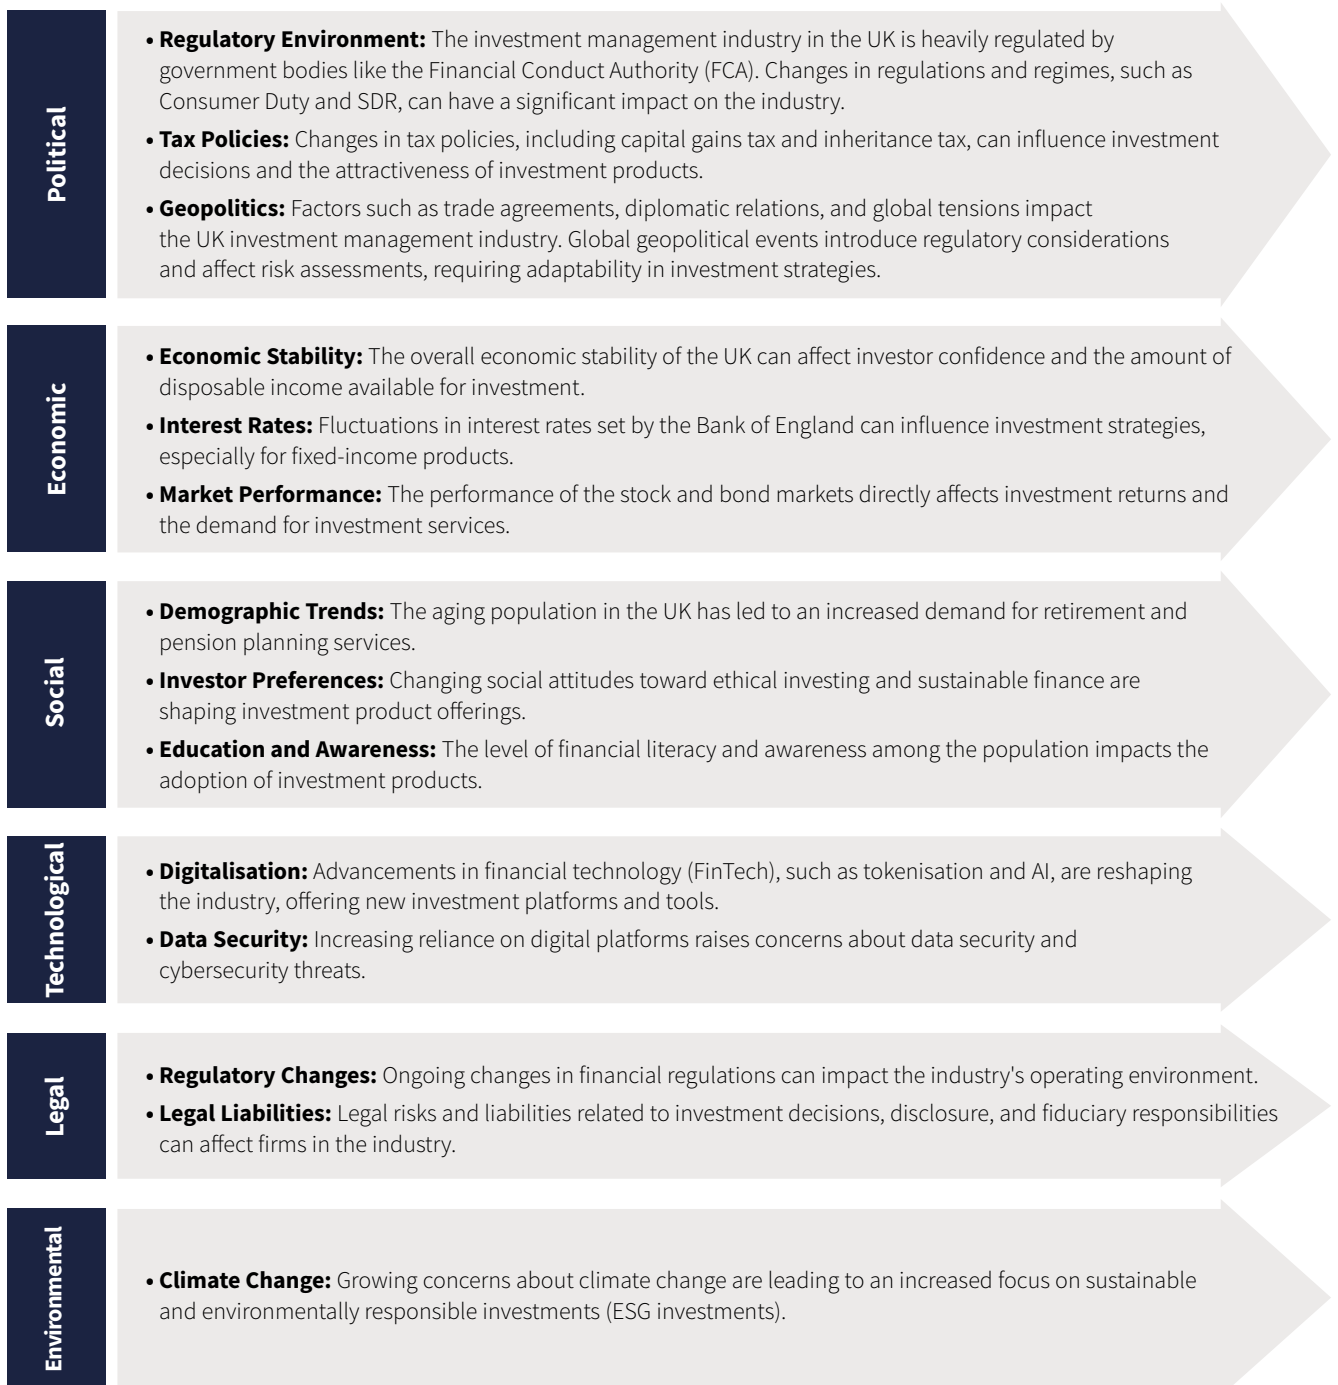 Political
• Regulatory Environment: The investment management industry in the UK is heavily regulated by
government bodies like the Financial Conduct Authority (FCA). Changes in regulations and regimes, such as
Consumer Duty and SDR, can have a significant impact on the industry.
• Tax Policies: Changes in tax policies, including capital gains tax and inheritance tax, can influence investment
decisions and the attractiveness of investment products.
• Geopolitics: Factors such as trade agreements, diplomatic relations, and global tensions impact
the UK investment management industry. Global geopolitical events introduce regulatory considerations
and affect risk assessments, requiring adaptability in investment strategies.
Economic
• Economic Stability: The overall economic stability of the UK can affect investor confidence and the amount of
disposable income available for investment.
• Interest Rates: Fluctuations in interest rates set by the Bank of England can influence investment strategies,
especially for fixed-income products.
• Market Performance: The performance of the stock and bond markets directly affects investment returns and
the demand for investment services.
Social
• Demographic Trends: The aging population in the UK has led to an increased demand for retirement and
pension planning services.
• Investor Preferences: Changing social attitudes toward ethical investing and sustainable finance are
shaping investment product offerings.
• Education and Awareness: The level of financial literacy and awareness among the population impacts the
adoption of investment products.
Technological
• Digitalisation: Advancements in financial technology (FinTech), such as tokenisation and AI, are reshaping
the industry, offering new investment platforms and tools.
• Data Security: Increasing reliance on digital platforms raises concerns about data security and
cybersecurity threats.
Legal
• Regulatory Changes: Ongoing changes in financial regulations can impact the industry's operating environment.
• Legal Liabilities: Legal risks and liabilities related to investment decisions, disclosure, and fiduciary responsibilities
can affect firms in the industry.
Environmental
• Climate Change: Growing concerns about climate change are leading to an increased focus on sustainable
and environmentally responsible investments (ESG investments).